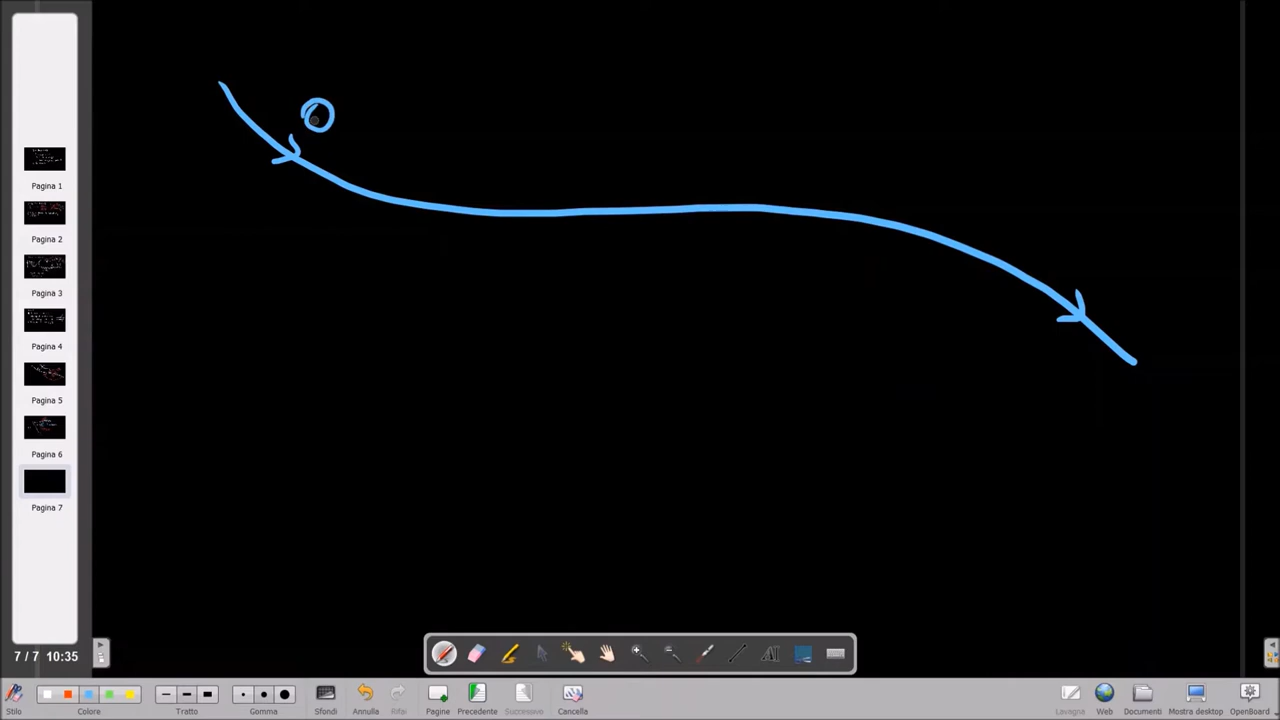 O
Pagina 1
Pagina 2
Pagina 3
Pagina 4
Pagina 5
Pagina 6
Pagina 7
7 / 7 10:35
Stilo
Colore
Tratto
Gomma
Sfondi
Annulla
Rifai
Pagine
Precedente
Successivo
Cancella
Lavagna
Web
Documenti
Mostra desktop
OpenBoard